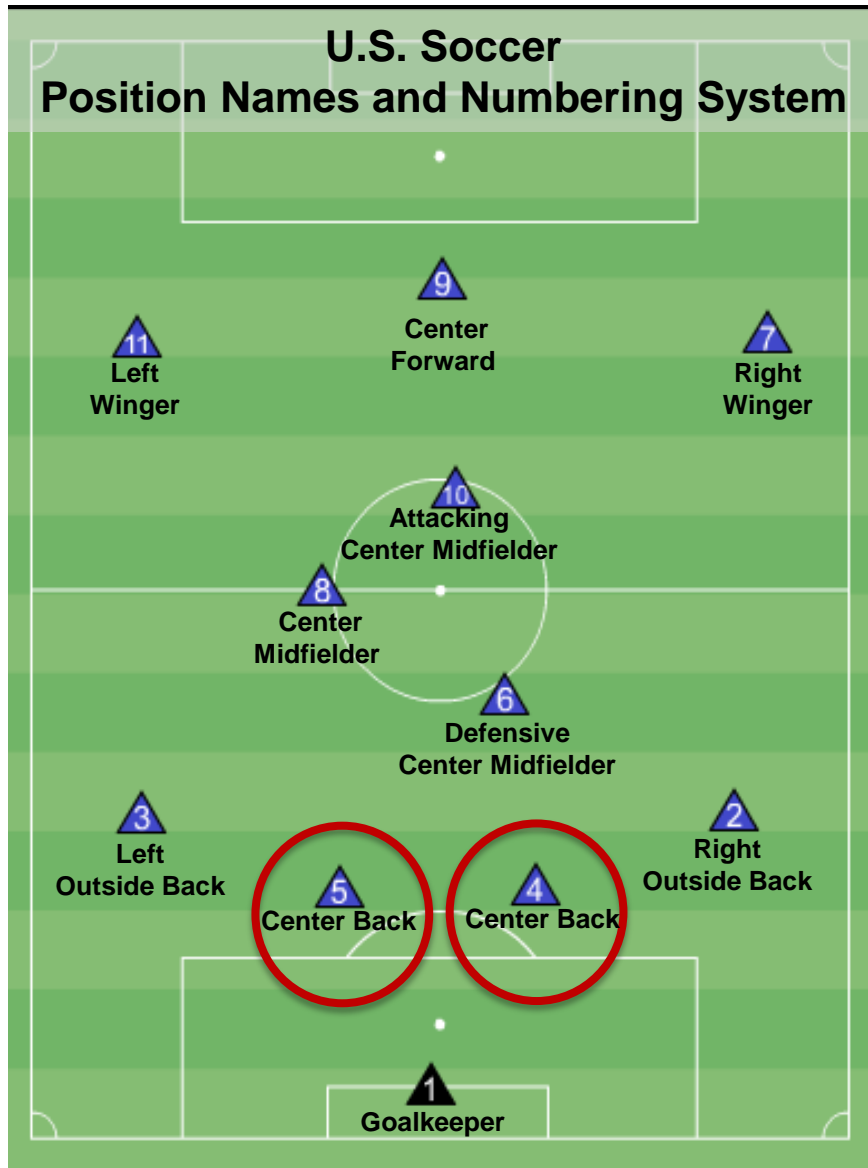 U.S. Soccer
Position Names and Numbering System
9
Center
Forward
11
Left
Winger
7
Right
Winger
10
Attacking
Center Midfielder
8
Center
Midfielder
6
Defensive
Center Midfielder
3
Left
Outside Back
2
Right
Outside Back
5
Center Back
4
Center Back
1
Goalkeeper